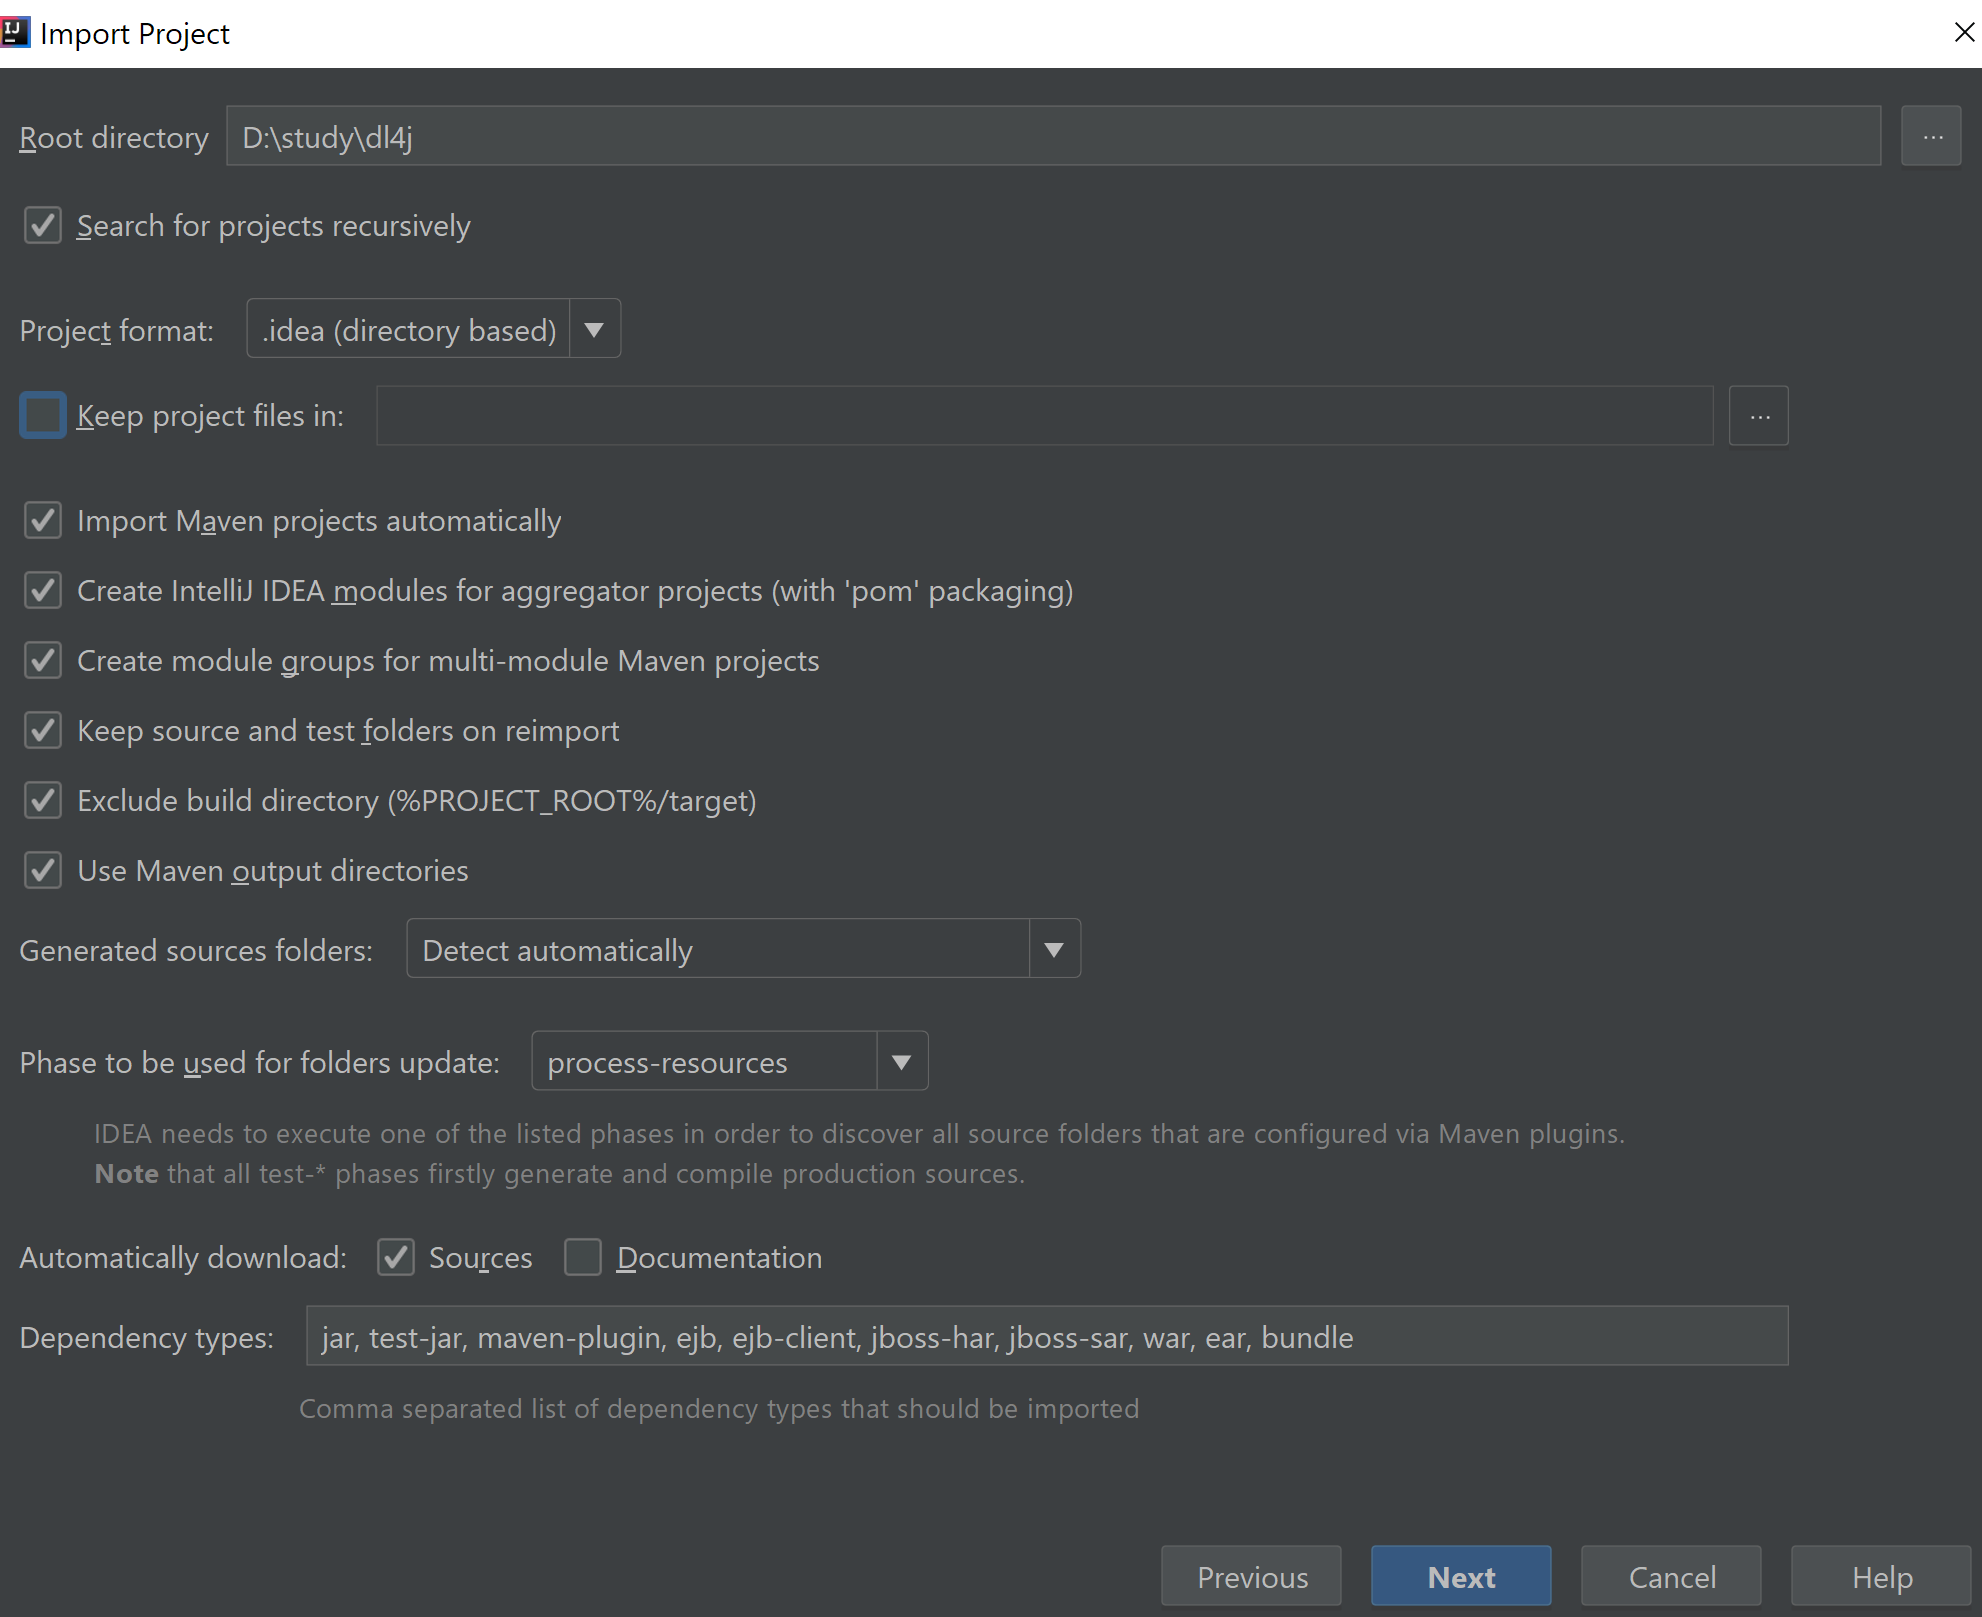 IJ
Import Project
Root directory D:\study\dl4j ...
Search for projects recursively
Project format: .idea (directory based)
Keep project files in: ...
Import Maven projects automatically
Create IntelliJ IDEA modules for aggregator projects (with 'pom' packaging)
Create module groups for multi-module Maven projects
Keep source and test folders on reimport
Exclude build directory (%PROJECT_ROOT%/target)
Use Maven output directories
Generated sources folders: Detect automatically
Phase to be used for folders update: process-resources
IDEA needs to execute one of the listed phases in order to discover all source folders that are configured via Maven plugins.
Note that all test-* phases firstly generate and compile production sources.
Automatically download: Sources Documentation
Dependency types: jar, test-jar, maven-plugin, ejb, ejb-client, jboss-har, jboss-sar, war, ear, bundle
Comma separated list of dependency types that should be imported
Previous Next Cancel Help